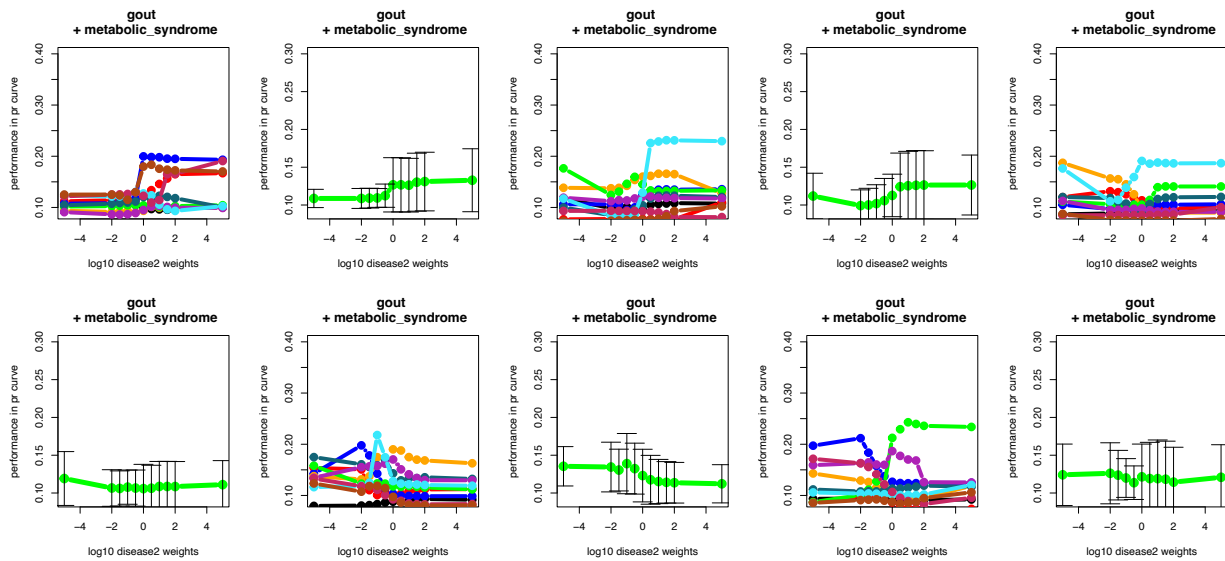 gout
+ metabolic_syndrome
performance in pr curve
0.40
0.30
0.20
0.10
−4 −2 0 2 4
log10 disease2 weights
gout
+ metabolic_syndrome
performance in pr curve
0.30
0.25
0.20
0.15
0.10
−4 −2 0 2 4
log10 disease2 weights
gout
+ metabolic_syndrome
performance in pr curve
0.40
0.30
0.20
0.10
−4 −2 0 2 4
log10 disease2 weights
gout
+ metabolic_syndrome
performance in pr curve
0.30
0.25
0.20
0.15
0.10
−4 −2 0 2 4
log10 disease2 weights
gout
+ metabolic_syndrome
performance in pr curve
0.40
0.30
0.20
0.10
−4 −2 0 2 4
log10 disease2 weights
gout
+ metabolic_syndrome
performance in pr curve
0.30
0.25
0.20
0.15
0.10
−4 −2 0 2 4
log10 disease2 weights
gout
+ metabolic_syndrome
performance in pr curve
0.40
0.30
0.20
0.10
−4 −2 0 2 4
log10 disease2 weights
gout
+ metabolic_syndrome
performance in pr curve
0.30
0.25
0.20
0.15
0.10
−4 −2 0 2 4
log10 disease2 weights
gout
+ metabolic_syndrome
performance in pr curve
0.40
0.30
0.20
0.10
−4 −2 0 2 4
log10 disease2 weights
gout
+ metabolic_syndrome
performance in pr curve
0.30
0.25
0.20
0.15
0.10
−4 −2 0 2 4
log10 disease2 weights